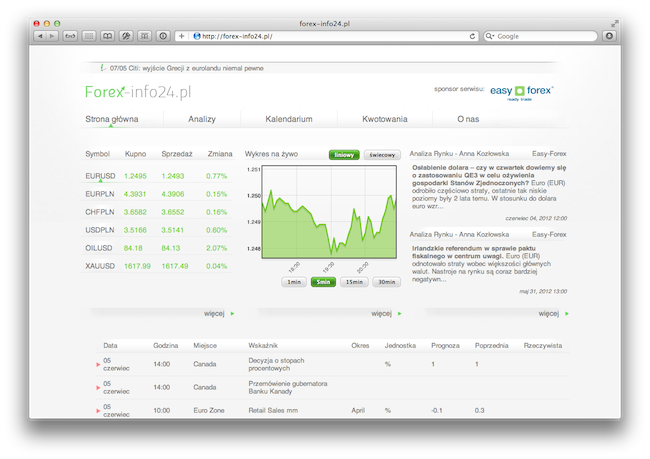 forex-info24.pl
http://forex-info24.pl/
Google
07/05 Citi: wyjście Grecji z eurolandu niemal pewne
Forex-info24.pl
sponsor serwisu:
easy forex
ready. trade.
Strona główna Analizy Kalendarium Kwotowania O nas
Symbol Kupno Sprzedaż Zmiana
EURUSD 1.2495 1.2493 0.77%
EURPLN 4.3931 4.3906 0.15%
CHFPLN 3.6582 3.6552 0.16%
USDPLN 3.5166 3.5141 0.80%
OILUSD 84.18 84.13 2.07%
XAUUSD 1617.99 1617.49 0.04%
więcej
Wykres na żywo liniowy świecowy
1.251
1.250
1.249
1.248
18:00 19:00 20:00
1min 5min 15min 30min
więcej
Analiza Rynku - Anna Kozłowska Easy-Forex
Osłabienie dolara – czy w czwartek dowiemy się
o zastosowaniu QE3 w celu ożywienia
gospodarki Stanów Zjednoczonych? Euro (EUR)
odrobiło częściowo straty, ostatnie tak niskie
poziomy były 2 lata temu. W stosunku do dolara
euro wzr...
czerwiec 04, 2012 12:00
Analiza Rynku - Anna Kozłowska Easy-Forex
Irlandzkie referendum w sprawie paktu
fiskalnego w centrum uwagi. Euro (EUR)
odnotowało straty wobec większości głównych
walut. Nastroje na rynku są coraz bardziej
negatywn...
maj 31, 2012 13:00
więcej
Data Godzina Miejsce Wskaźnik Okres Jednostka Prognoza Poprzednia Rzeczywista
05
czerwiec 14:00 Canada Decyzja o stopach
procentowych % 1 1
05
czerwiec 14:00 Canada Przemówienie gubernatora
Banku Kanady
05
czerwiec 10:00 Euro Zone Retail Sales mm April % -0.1 0.3